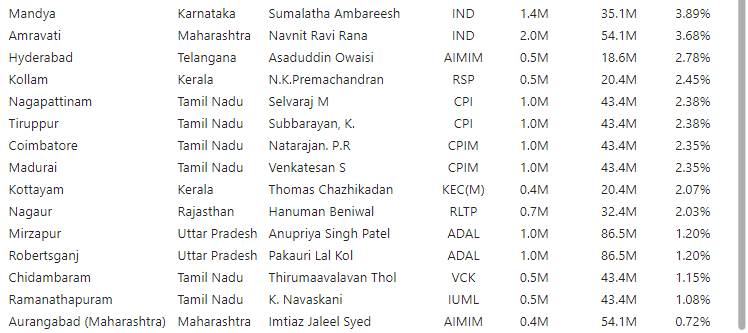 Mandya Karnataka Sumalatha Ambareesh IND 1.4M 35.1M 3.89%
Amravati Maharashtra Navnit Ravi Rana IND 2.0M 54.1M 3.68%
Hyderabad Telangana Asaduddin Owaisi AIMIM 0.5M 18.6M 2.78%
Kollam Kerala N.K.Premachandran RSP 0.5M 20.4M 2.45%
Nagapattinam Tamil Nadu Selvaraj M CPI 1.0M 43.4M 2.38%
Tiruppur Tamil Nadu Subbarayan, K. CPI 1.0M 43.4M 2.38%
Coimbatore Tamil Nadu Natarajan. P.R CPIM 1.0M 43.4M 2.35%
Madurai Tamil Nadu Venkatesan S CPIM 1.0M 43.4M 2.35%
Kottayam Kerala Thomas Chazhikadan KEC(M) 0.4M 20.4M 2.07%
Nagaur Rajasthan Hanuman Beniwal RLTP 0.7M 32.4M 2.03%
Mirzapur Uttar Pradesh Anupriya Singh Patel ADAL 1.0M 86.5M 1.20%
Robertsganj Uttar Pradesh Pakauri Lal Kol ADAL 1.0M 86.5M 1.20%
Chidambaram Tamil Nadu Thirumaavalavan Thol VCK 0.5M 43.4M 1.15%
Ramanathapuram Tamil Nadu K. Navaskani IUML 0.5M 43.4M 1.08%
Aurangabad (Maharashtra) Maharashtra Imtiaz Jaleel Syed AIMIM 0.4M 54.1M 0.72%